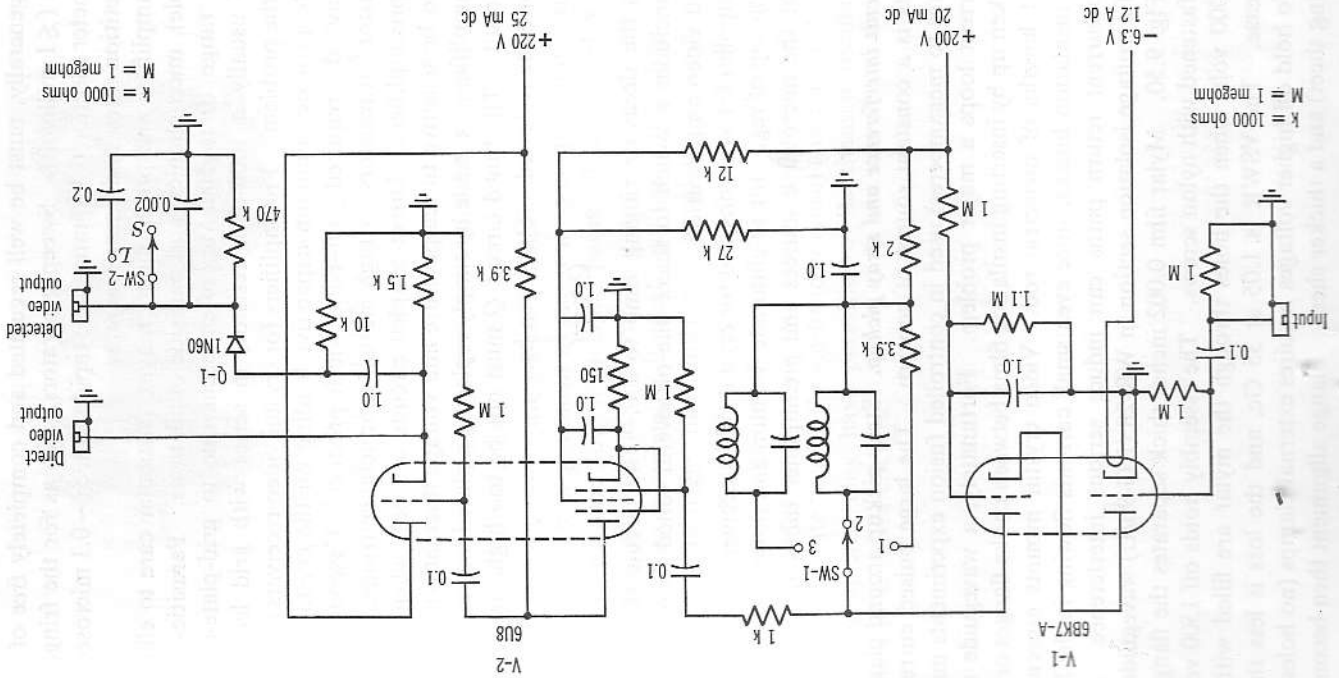 V-1
6BK7-A
V-2
6U8
1 k
0.1
0.1
SW-1
1
2
3
Direct
video
output
0.1
1 M
1 M
1.0
1.1 M
3.9 k
1 M
1.0
150
1.0
1 M
1.0
10 k
1.5 k
Q-1
1N60
Detected
video
output
Input
1 M
2 k
1.0
27 k
12 k
3.9 k
470 k
SW-2
S
L
0.002
0.2
k = 1000 ohms
M = 1 megohm
−6.3 V
1.2 A dc
+200 V
20 mA dc
+220 V
25 mA dc
k = 1000 ohms
M = 1 megohm